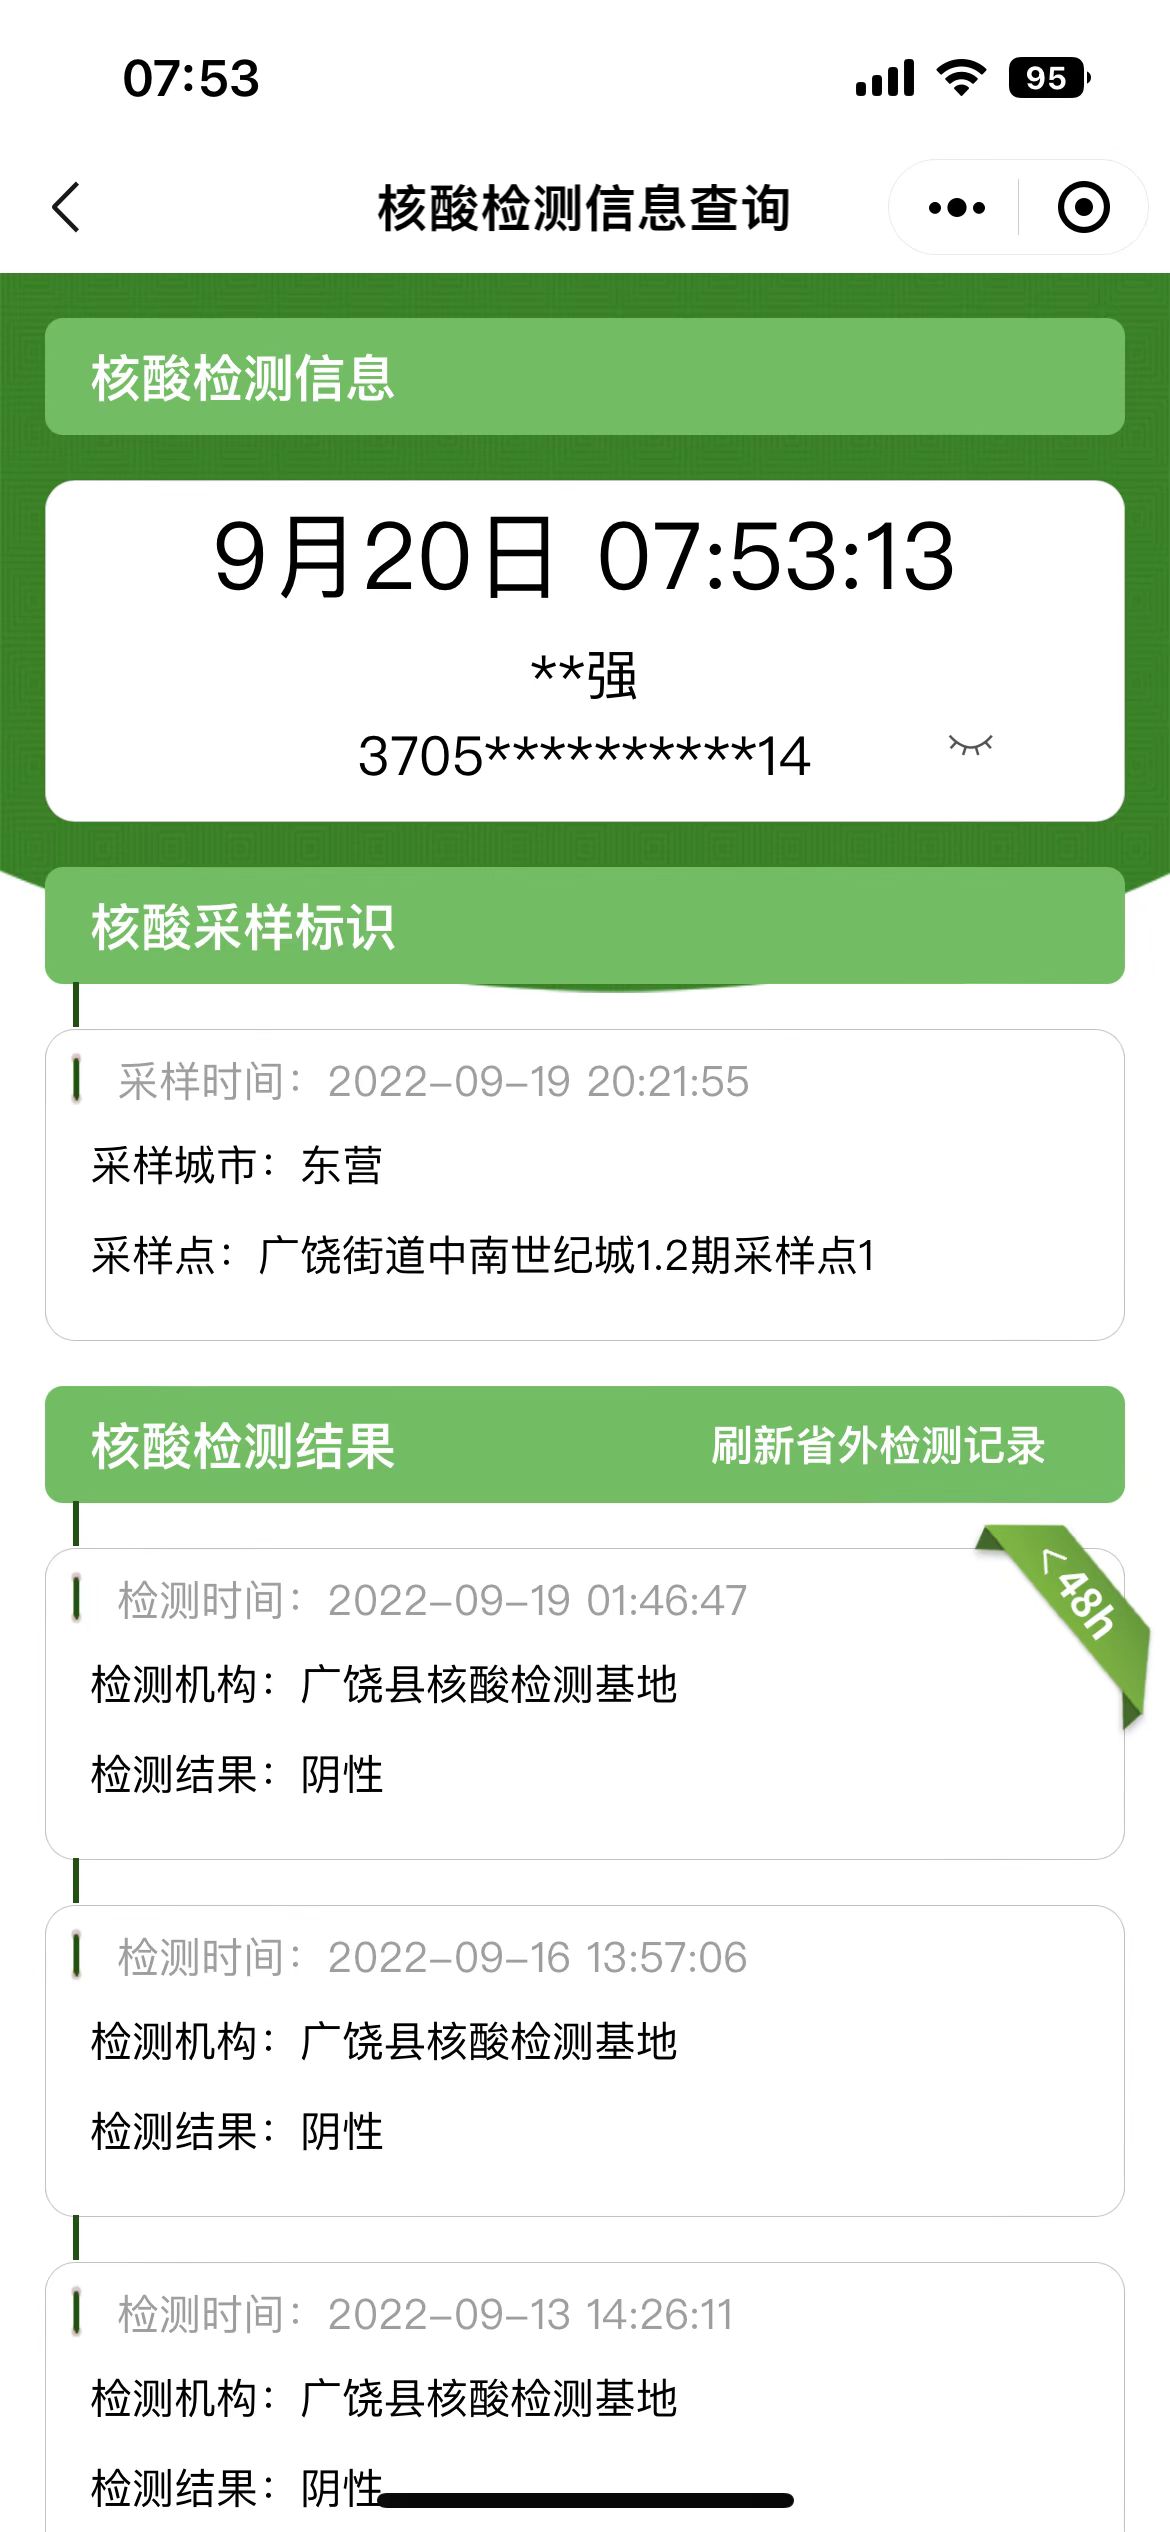 07:53
95
核酸检测信息查询
核酸检测信息
9月20日 07:53:13
**强
3705**********14
核酸采样标识
采样时间：2022-09-19 20:21:55
采样城市：东营
采样点：广饶街道中南世纪城1.2期采样点1
核酸检测结果 刷新省外检测记录
<48h
检测时间：2022-09-19 01:46:47
检测机构：广饶县核酸检测基地
检测结果：阴性
检测时间：2022-09-16 13:57:06
检测机构：广饶县核酸检测基地
检测结果：阴性
检测时间：2022-09-13 14:26:11
检测机构：广饶县核酸检测基地
检测结果：阴性